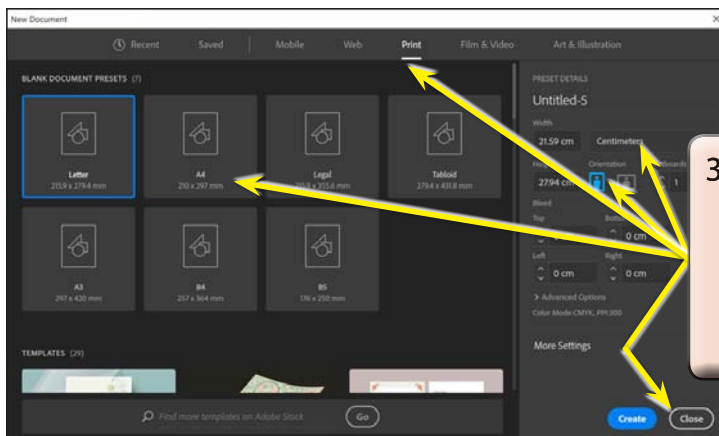 New Document
Recent Saved Mobile Web Print Film & Video Art & Illustration
BLANK DOCUMENT PRESETS (7)
Letter
215.9 x 279.4 mm
A4
210 x 297 mm
Legal
355.6 mm
Tabloid
279.4 x 431.8 mm
A3
297 x 420 mm
B4
257 x 364 mm
B5
176 x 250 mm
TEMPLATES (29)
Find more templates on Adobe Stock Go
PRESET DETAILS
Untitled-5
Width
21.59 cm Centimeters
Orientation
27.94 cm 1
Bleed
Top
0 cm
Left Right
0 cm 0 cm
> Advanced Options
Color Mode:CMYK, PPI:300
More Settings
Create Close
3